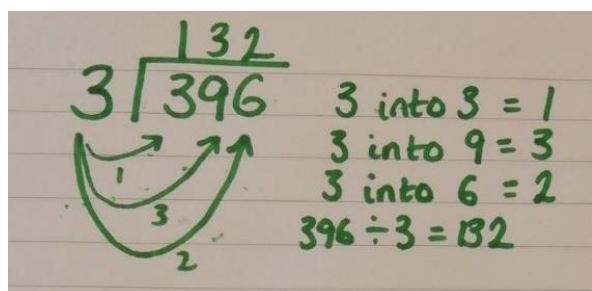 132
3 396
3 into 3 = 1
1
3 into 9 = 3
3
3 into 6 = 2
2
396 ÷ 3 = 132